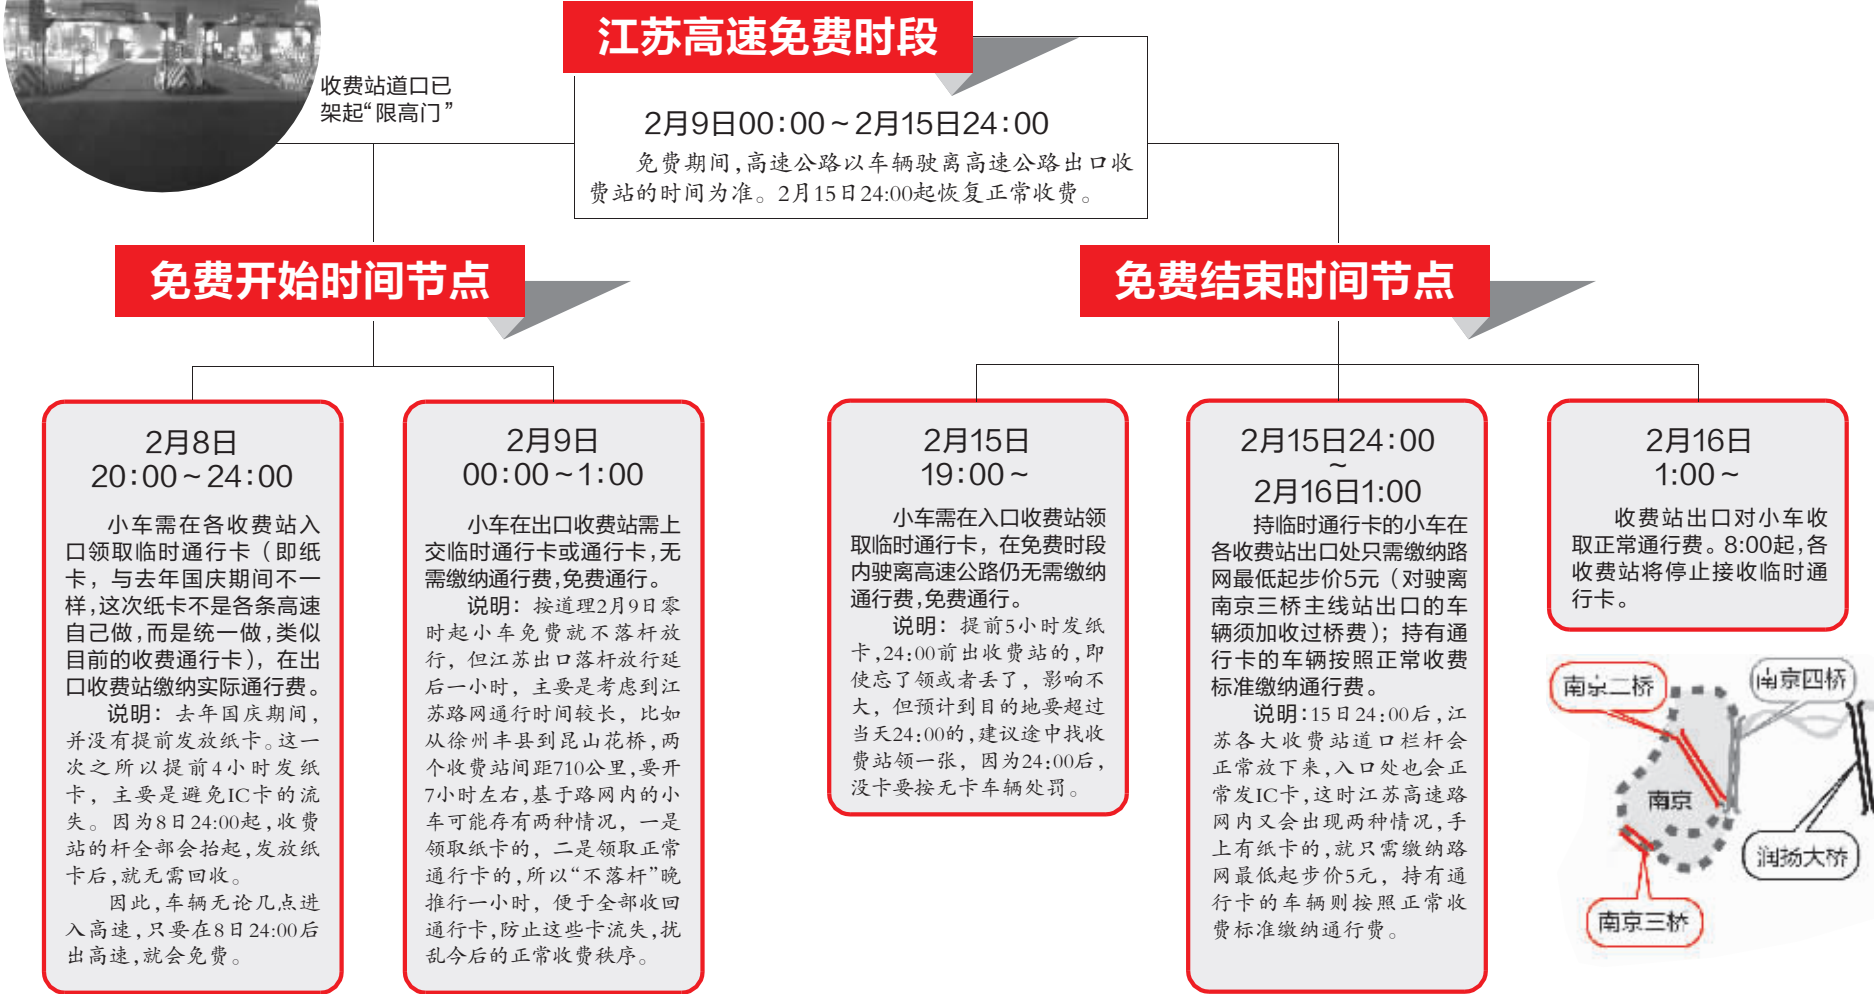 收费站道口已
架起“限高门”
江苏高速免费时段
2月9日00:00～2月15日24:00
免费期间,高速公路以车辆驶离高速公路出口收
费站的时间为准。2月15日24:00起恢复正常收费。
免费开始时间节点
2月8日
20:00～24:00
小车需在各收费站入
口领取临时通行卡（即纸
卡，与去年国庆期间不一
样,这次纸卡不是各条高速
自己做,而是统一做,类似
目前的收费通行卡），在出
口收费站缴纳实际通行费。
说明：去年国庆期间，
并没有提前发放纸卡。这一
次之所以提前4小时发纸
卡，主要是避免IC卡的流
失。因为8日24:00起,收费
站的杆全部会抬起,发放纸
卡后,就无需回收。
因此,车辆无论几点进
入高速,只要在8日24:00后
出高速,就会免费。
2月9日
00:00～1:00
小车在出口收费站需上
交临时通行卡或通行卡,无
需缴纳通行费,免费通行。
说明：按道理2月9日零
时起小车免费就不落杆放
行，但江苏出口落杆放行延
后一小时，主要是考虑到江
苏路网通行时间较长，比如
从徐州丰县到昆山花桥,两
个收费站间距710公里,要开
7小时左右,基于路网内的小
车可能存有两种情况，一是
领取纸卡的，二是领取正常
通行卡的,所以“不落杆”晚
推行一小时，便于全部收回
通行卡,防止这些卡流失,扰
乱今后的正常收费秩序。
免费结束时间节点
2月15日
19:00～
小车需在入口收费站领
取临时通行卡，在免费时段
内驶离高速公路仍无需缴纳
通行费,免费通行。
说明：提前5小时发纸
卡,24:00前出收费站的,即
使忘了领或者丢了，影响不
大，但预计到目的地要超过
当天24:00的,建议途中找收
费站领一张，因为24:00后，
没卡要按无卡车辆处罚。
2月15日24:00
～
2月16日1:00
持临时通行卡的小车在
各收费站出口处只需缴纳路
网最低起步价5元（对驶离
南京三桥主线站出口的车
辆须加收过桥费）；持有通
行卡的车辆按照正常收费
标准缴纳通行费。
说明:15日24:00后,江
苏各大收费站道口栏杆会
正常放下来,入口处也会正
常发IC卡,这时江苏高速路
网内又会出现两种情况,手
上有纸卡的,就只需缴纳路
网最低起步价5元，持有通
行卡的车辆则按照正常收
费标准缴纳通行费。
2月16日
1:00～
收费站出口对小车收
取正常通行费。8:00起,各
收费站将停止接收临时通
行卡。
南京二桥
南京四桥
南京
润扬大桥
南京三桥